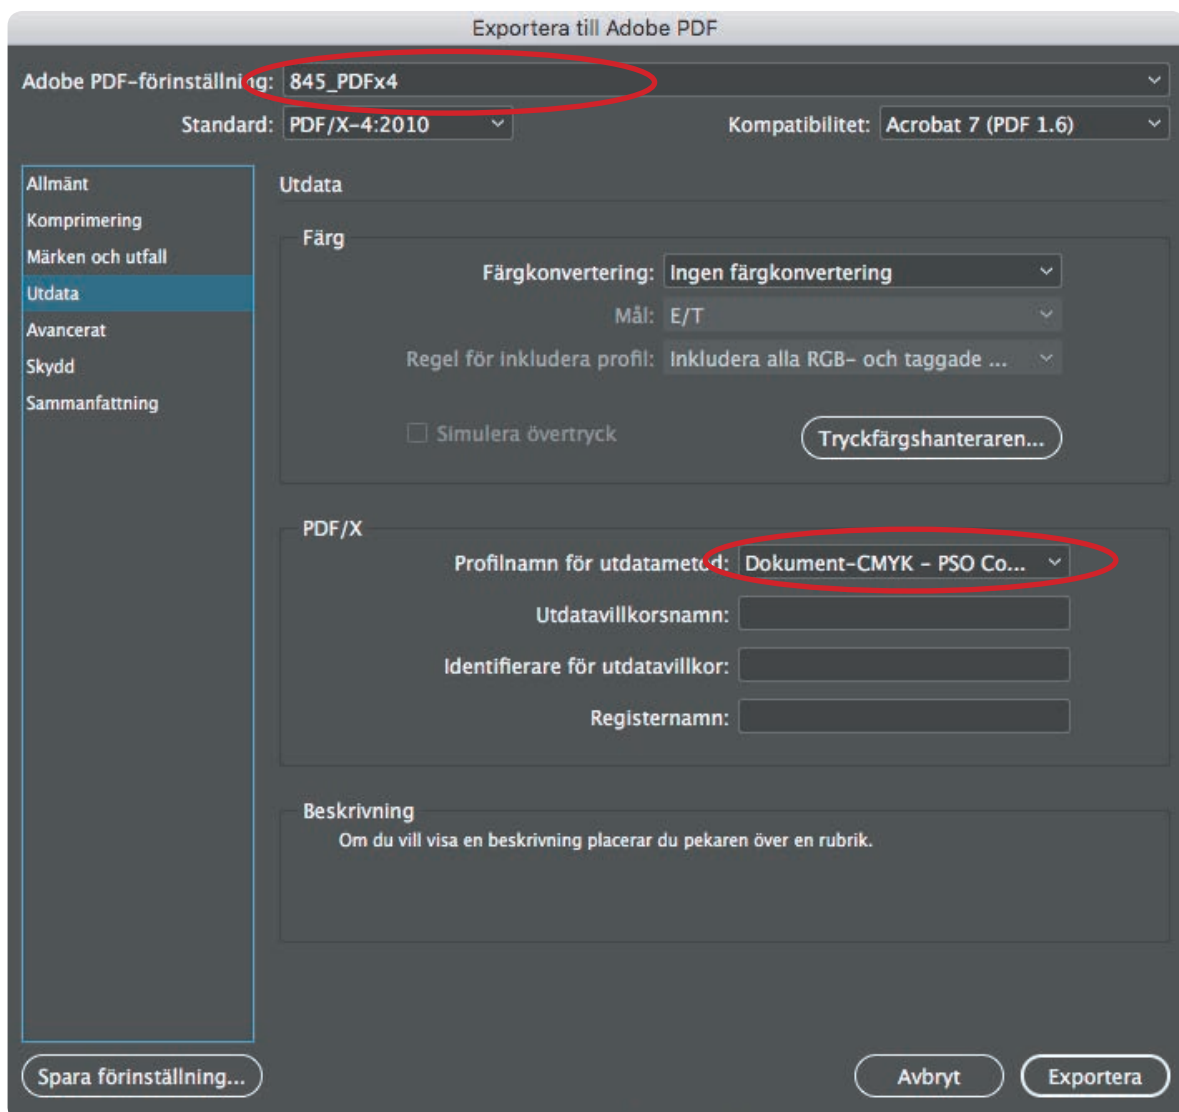 Exportera till Adobe PDF
Adobe PDF-förinställning: 845_PDFx4
Standard: PDF/X-4:2010 Kompatibilitet: Acrobat 7 (PDF 1.6)
Allmänt
Komprimering
Märken och utfall
Utdata
Avancerat
Skydd
Sammanfattning
Utdata
Färg
Färgkonvertering: Ingen färgkonvertering
Mål: E/T
Regel för inkludera profil: Inkludera alla RGB- och taggade ...
Simulera övertryck Tryckfärgshanteraren...
PDF/X
Profilnamn för utdatametod: Dokument-CMYK - PSO Co...
Utdatavillkorsnamn:
Identifierare för utdatavillkor:
Registernamn:
Beskrivning
Om du vill visa en beskrivning placerar du pekaren över en rubrik.
Spara förinställning... Avbryt Exportera